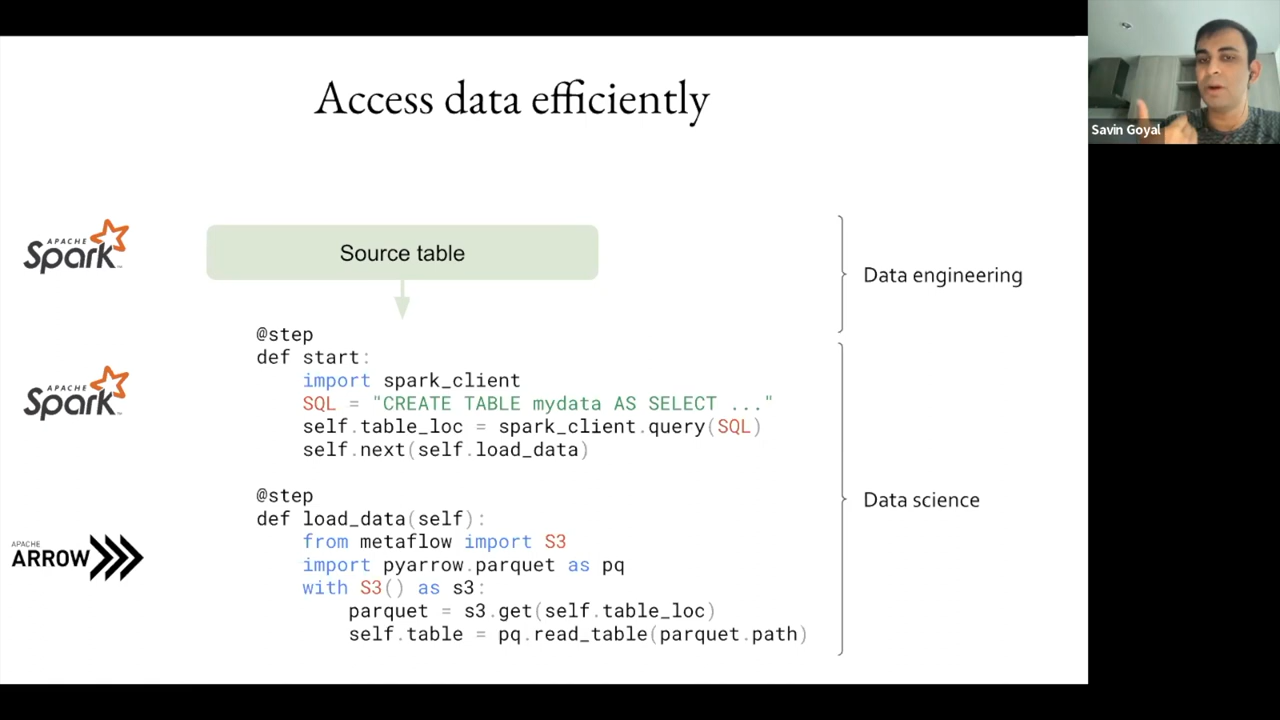 Access data efficiently
Savin Goyal
APACHE
Spark
Source table
Data engineering
@step
def start:
import spark_client
SQL = "CREATE TABLE mydata AS SELECT ..."
self.table_loc = spark_client.query(SQL)
self.next(self.load_data)
APACHE
Spark
@step
def load_data(self):
from metaflow import S3
import pyarrow.parquet as pq
with S3() as s3:
parquet = s3.get(self.table_loc)
self.table = pq.read_table(parquet.path)
Data science
APACHE
ARROW